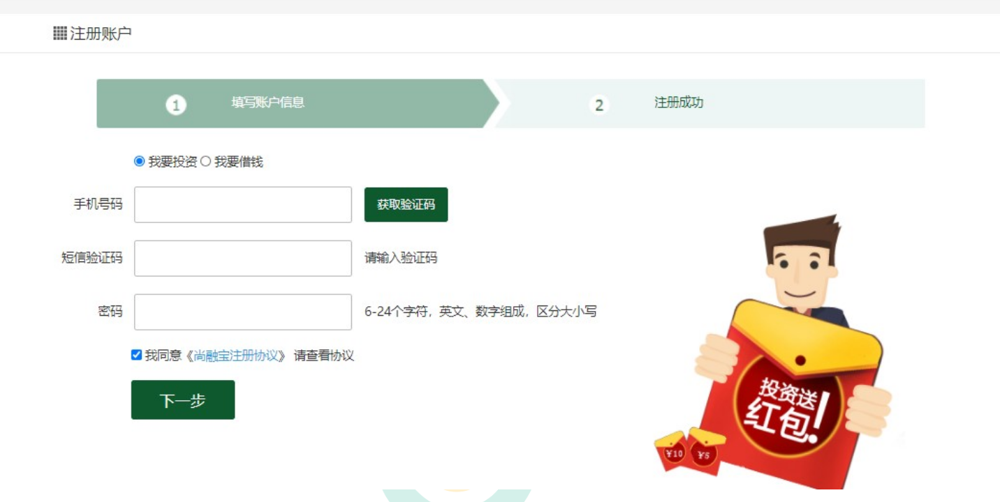 注册账户
1 填写账户信息 2 注册成功
我要投资 我要借钱
手机号码 获取验证码
短信验证码 请输入验证码
密码 6-24个字符，英文、数字组成，区分大小写
我同意《尚融宝注册协议》 请查看协议
下一步
投资送
红包!
¥10 ¥5